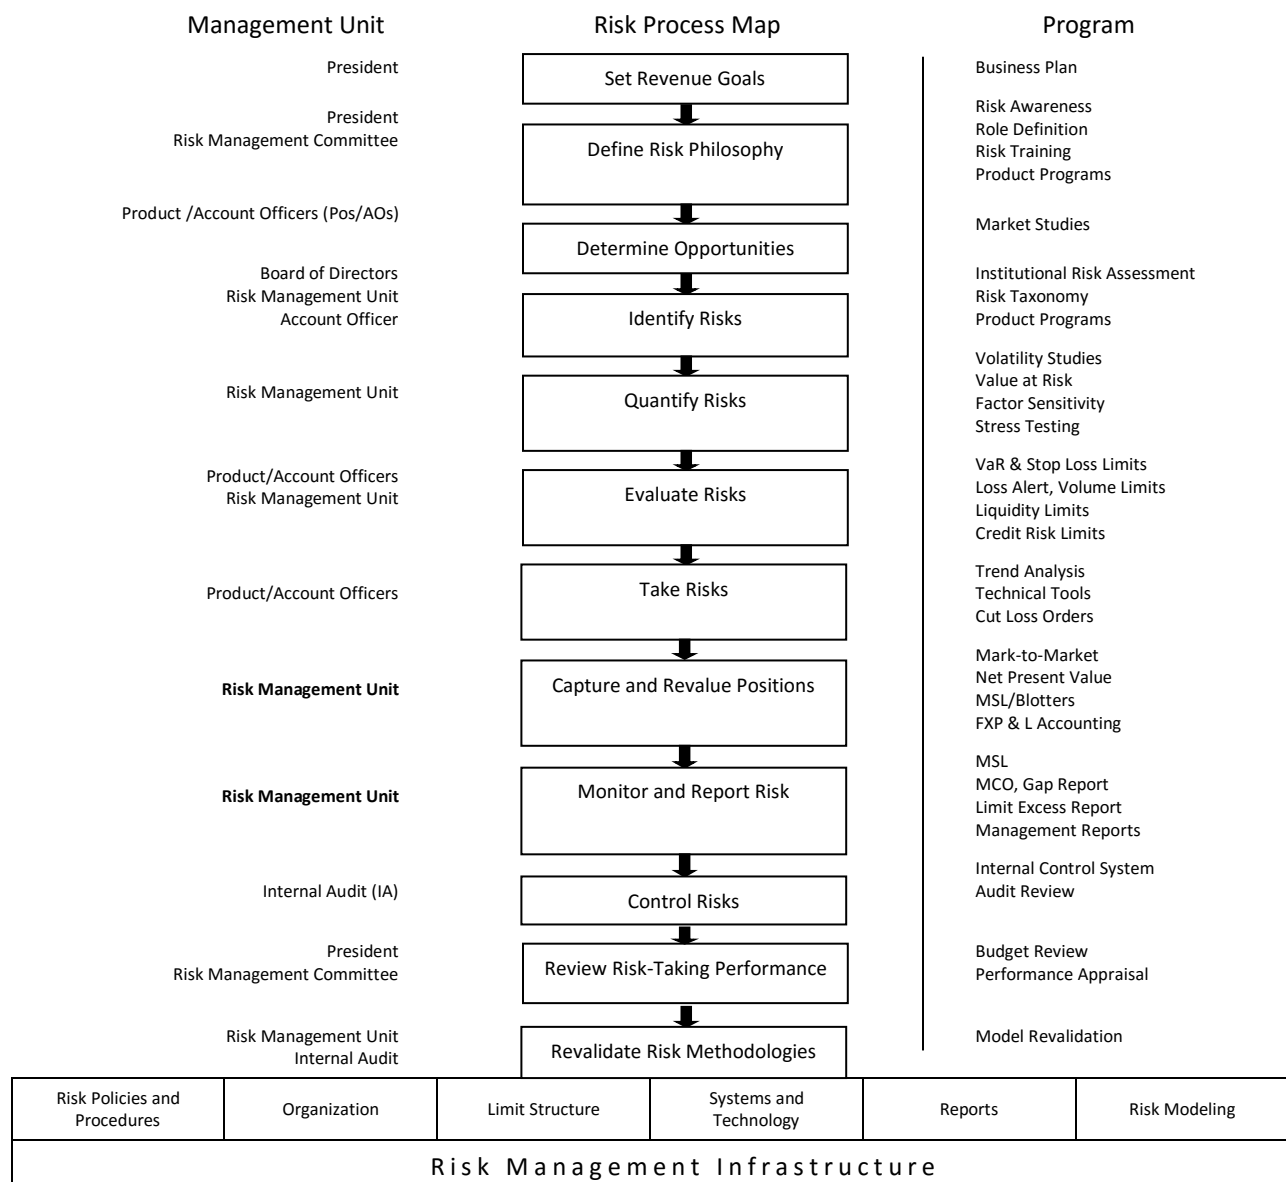 Management Unit
Risk Process Map
Program
President
Set Revenue Goals
Business Plan
President
Risk Management Committee
Define Risk Philosophy
Risk Awareness
Role Definition
Risk Training
Product Programs
Product /Account Officers (Pos/AOs)
Determine Opportunities
Market Studies
Board of Directors
Risk Management Unit
Account Officer
Identify Risks
Institutional Risk Assessment
Risk Taxonomy
Product Programs
Risk Management Unit
Quantify Risks
Volatility Studies
Value at Risk
Factor Sensitivity
Stress Testing
Product/Account Officers
Risk Management Unit
Evaluate Risks
VaR & Stop Loss Limits
Loss Alert, Volume Limits
Liquidity Limits
Credit Risk Limits
Product/Account Officers
Take Risks
Trend Analysis
Technical Tools
Cut Loss Orders
Risk Management Unit
Capture and Revalue Positions
Mark-to-Market
Net Present Value
MSL/Blotters
FXP & L Accounting
Risk Management Unit
Monitor and Report Risk
MSL
MCO, Gap Report
Limit Excess Report
Management Reports
Internal Audit (IA)
Control Risks
Internal Control System
Audit Review
President
Risk Management Committee
Review Risk-Taking Performance
Budget Review
Performance Appraisal
Risk Management Unit
Internal Audit
Revalidate Risk Methodologies
Model Revalidation
Risk Policies and
Procedures
Organization
Limit Structure
Systems and
Technology
Reports
Risk Modeling
Risk Management Infrastructure